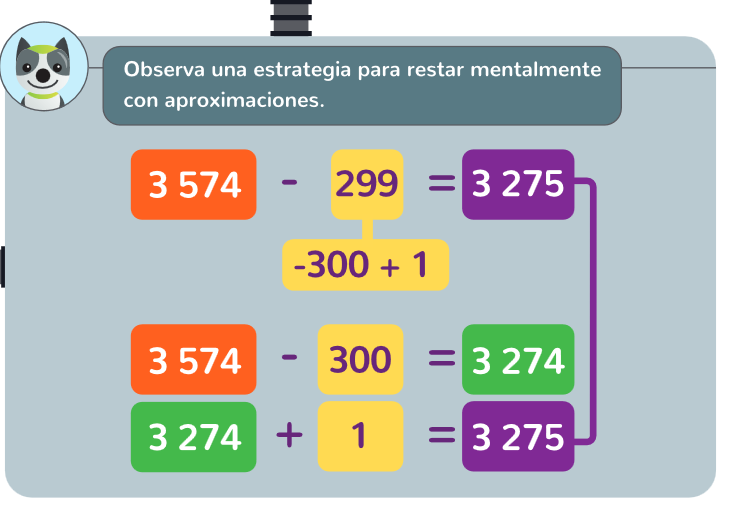 Observa una estrategia para restar mentalmente
con aproximaciones.
3 574 - 299 = 3 275
-300 + 1
3 574 - 300 = 3 274
3 274 + 1 = 3 275